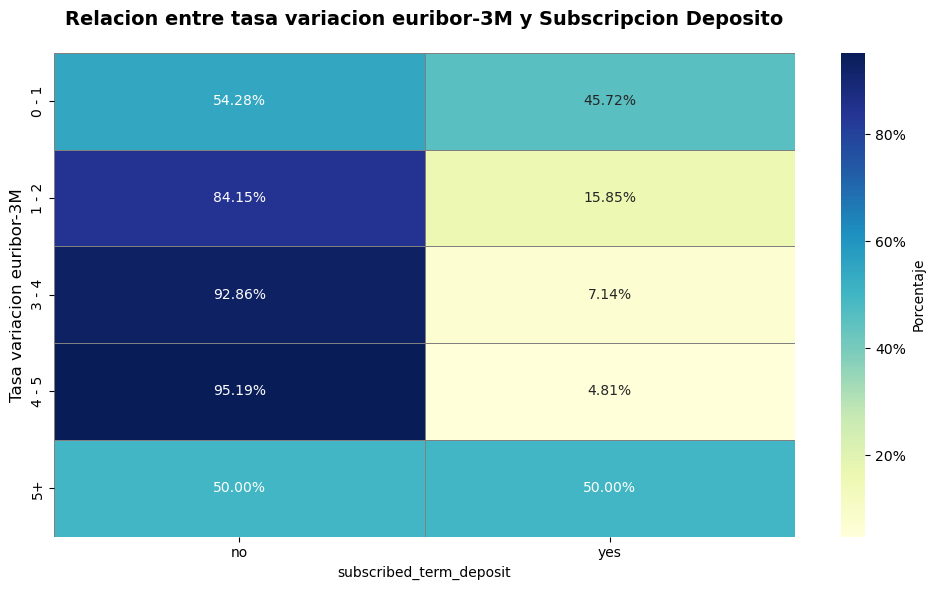 Relacion entre tasa variacion euribor-3M y Subscripcion Deposito
Tasa variacion euribor-3M
0 - 1
54.28%
45.72%
1 - 2
84.15%
15.85%
3 - 4
92.86%
7.14%
4 - 5
95.19%
4.81%
5+
50.00%
50.00%
no
yes
subscribed_term_deposit
80%
60%
40%
20%
Porcentaje